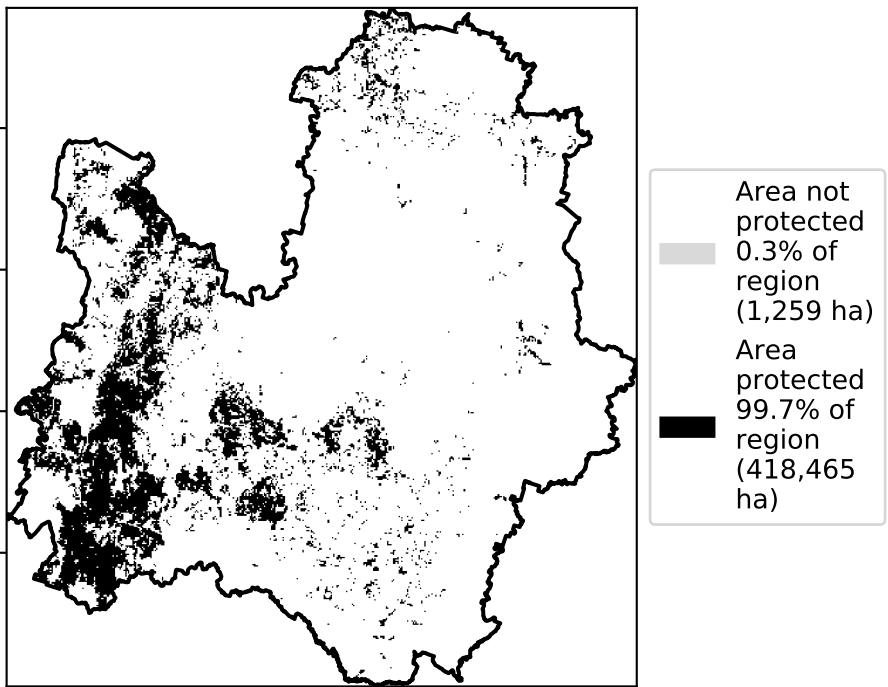 Area not
protected
0.3% of
region
(1,259 ha)
Area
protected
99.7% of
region
(418,465
ha)